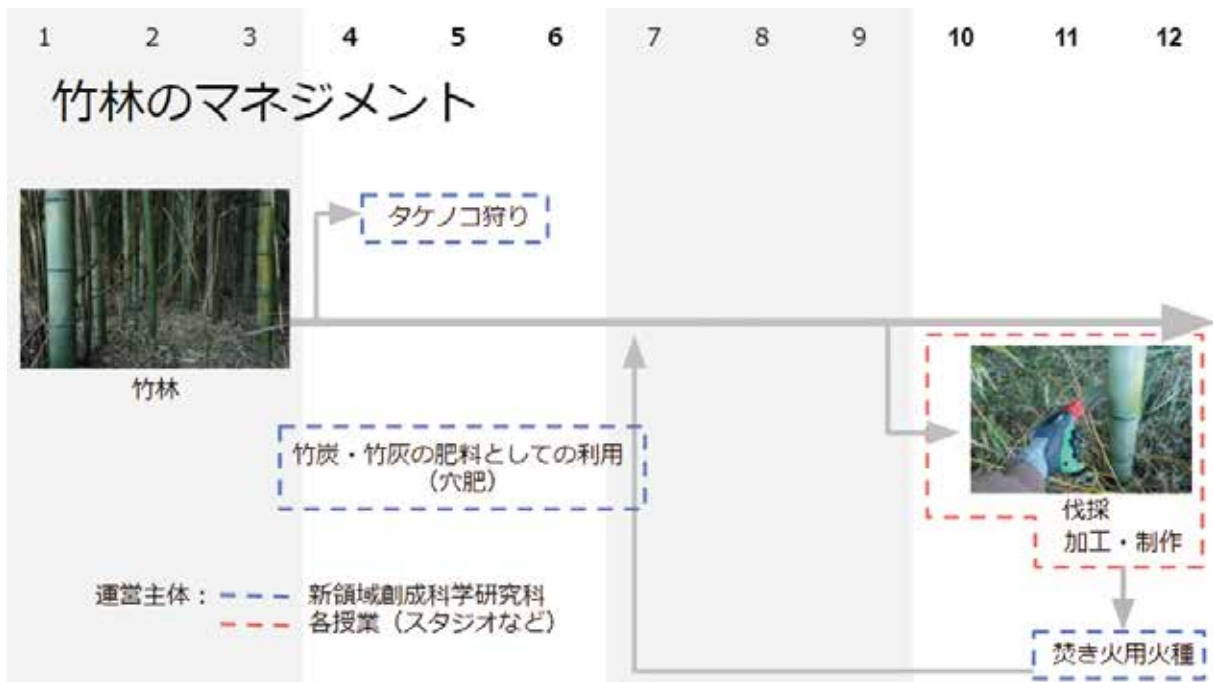 1 2 3 4 5 6 7 8 9 10 11 12
竹林のマネジメント
タケノコ狩り
竹林
竹炭・竹灰の肥料としての利用
（穴肥）
伐採
加工・制作
運営主体： 新領域創成科学研究科
各授業（スタジオなど）
焚き火用火種